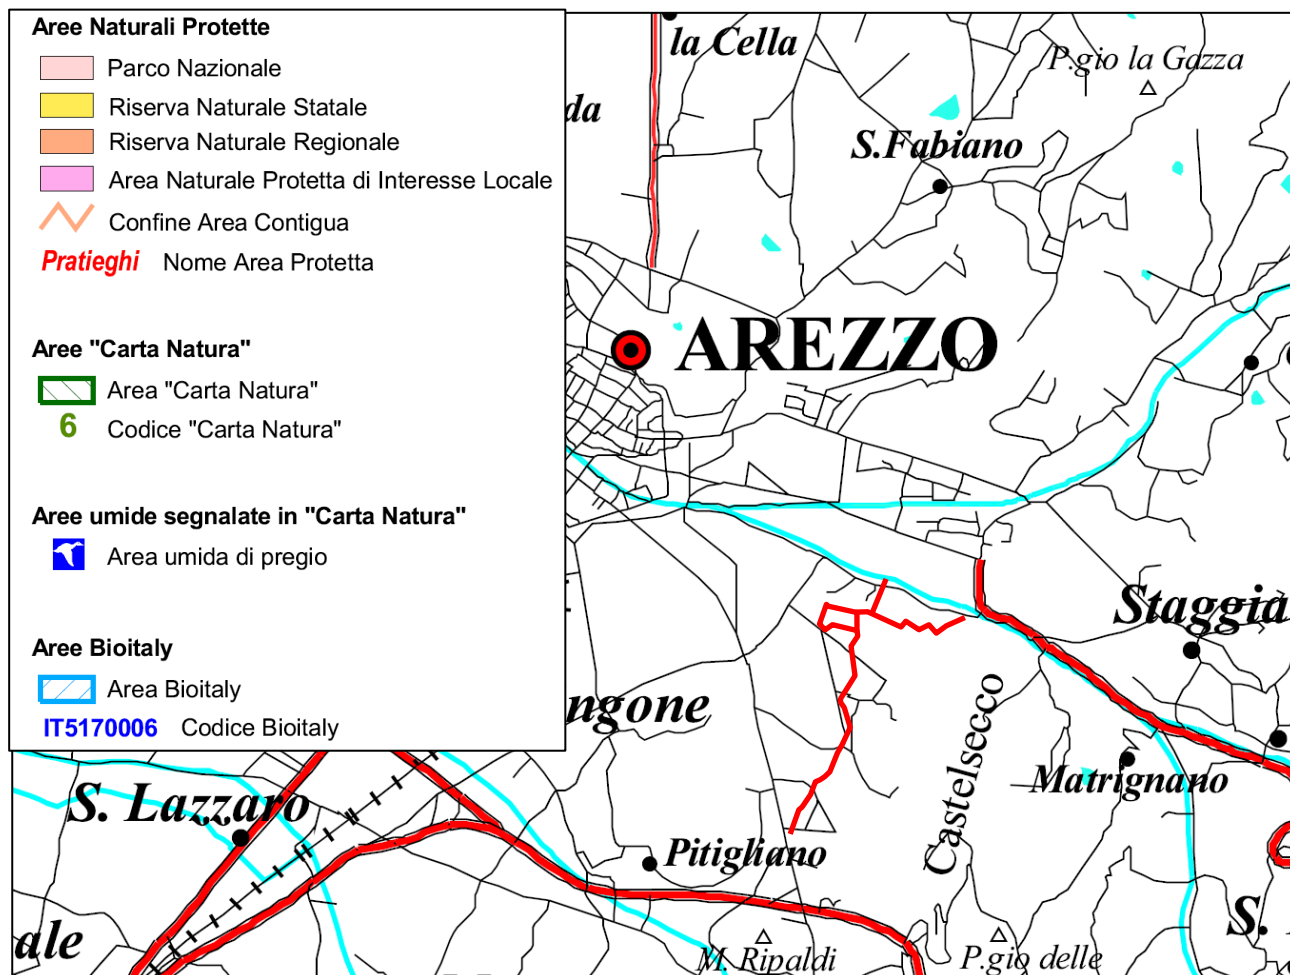 Aree Naturali Protette
Parco Nazionale
Riserva Naturale Statale
Riserva Naturale Regionale
Area Naturale Protetta di Interesse Locale
Confine Area Contigua
Pratieghi Nome Area Protetta
Aree "Carta Natura"
Area "Carta Natura"
6 Codice "Carta Natura"
Aree umide segnalate in "Carta Natura"
Area umida di pregio
Aree Bioitaly
Area Bioitaly
IT5170006 Codice Bioitaly
la Cella
P.gio la Gazza
da
S.Fabiano
AREZZO
Staggia
ngone
Castelsecco
Matrignano
S. Lazzaro
Pitigliano
S.
ale
M. Ripaldi
P.gio delle